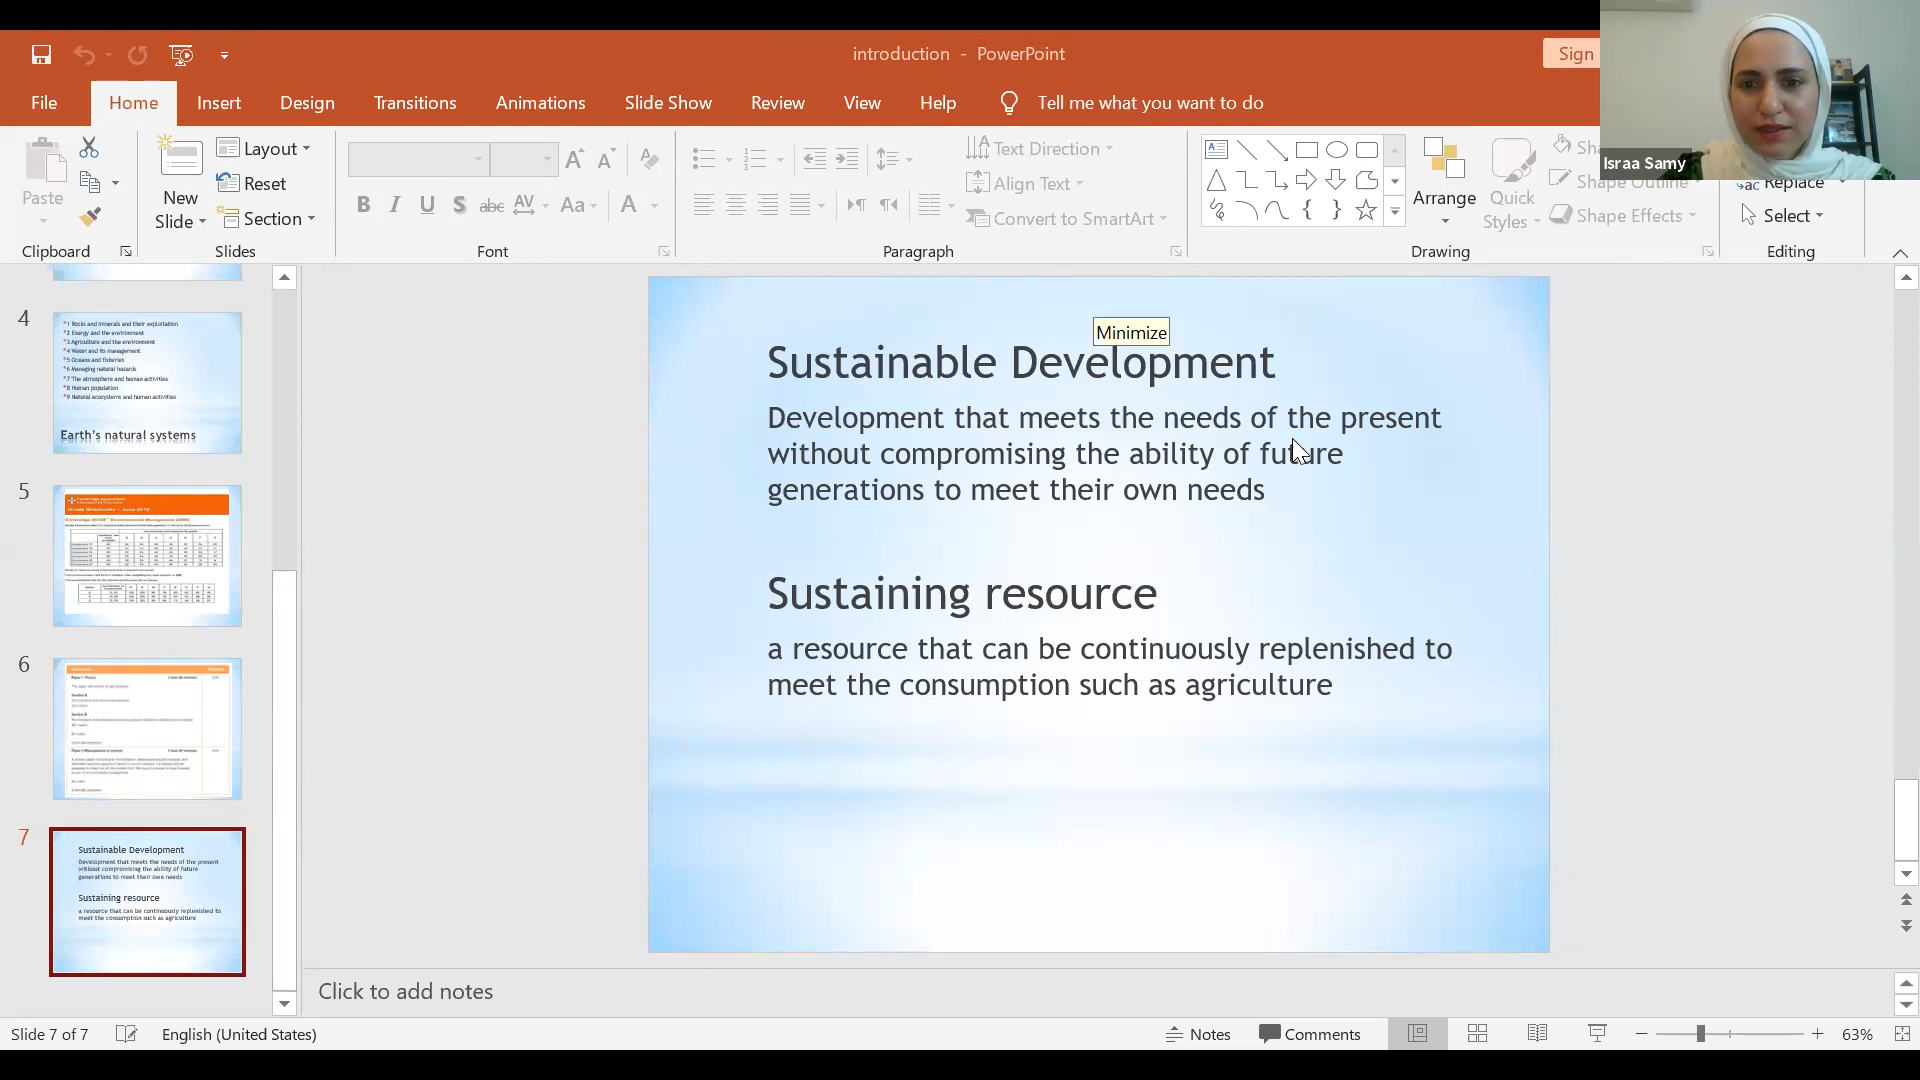 introduction - PowerPoint
Sign
File Home Insert Design Transitions Animations Slide Show Review View Help Tell me what you want to do
Israa Samy
Paste
New
Slide
Layout
Reset
Section
B I U S abc AV Aa A
Text Direction
Align Text
Convert to SmartArt
Arrange
Quick
Styles
Shape Outline
Shape Effects
Replace
Select
Clipboard Slides Font Paragraph Drawing Editing
4
1 Rocks and minerals and their exploitation
2 Energy and the environment
3 Agriculture and the environment
4 Water and its management
5 Oceans and fisheries
6 Managing natural hazards
7 The atmosphere and human activities
8 Human population
9 Natural ecosystems and human activities
Earth's natural systems
5
6
7
Sustainable Development
Development that meets the needs of the present
without compromising the ability of future
generations to meet their own needs
Sustaining resource
a resource that can be continuously replenished to
meet the consumption such as agriculture
Minimize
Sustainable Development
Development that meets the needs of the present
without compromising the ability of future
generations to meet their own needs
Sustaining resource
a resource that can be continuously replenished to
meet the consumption such as agriculture
Click to add notes
Slide 7 of 7 English (United States) Notes Comments 63%